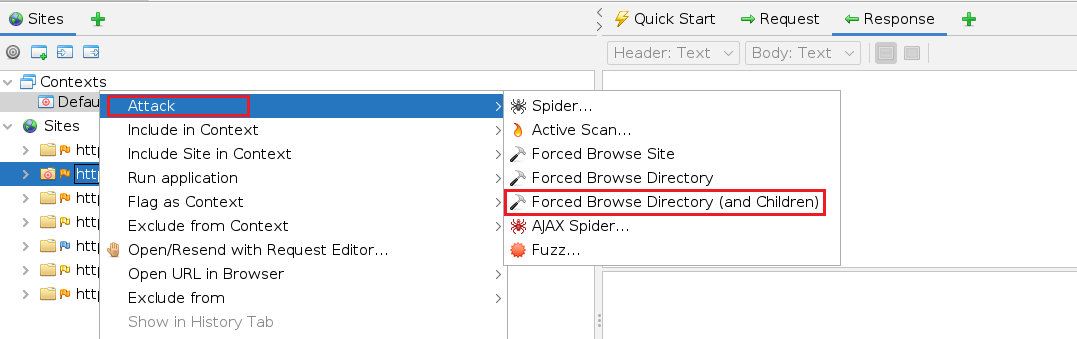 Sites
Quick Start
Request
Response
Header: Text
Body: Text
Contexts
Defau
Sites
http
http
http
http
http
http
http
Attack
Include in Context
Include Site in Context
Run application
Flag as Context
Exclude from Context
Open/Resend with Request Editor...
Open URL in Browser
Exclude from
Show in History Tab
Spider...
Active Scan...
Forced Browse Site
Forced Browse Directory
Forced Browse Directory (and Children)
AJAX Spider...
Fuzz...